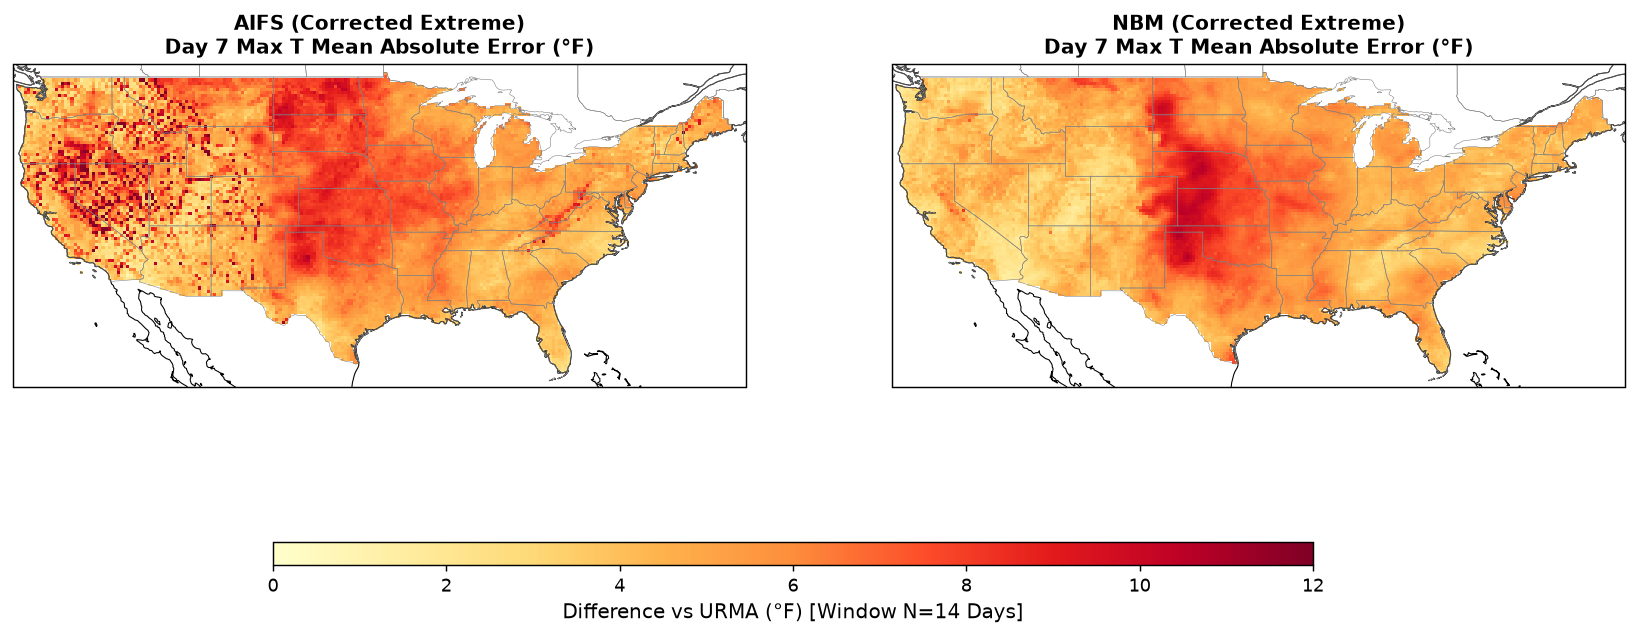 AIFS (Corrected Extreme)
Day 7 Max T Mean Absolute Error (°F)
NBM (Corrected Extreme)
Day 7 Max T Mean Absolute Error (°F)
0 2 4 6 8 10 12
Difference vs URMA (°F) [Window N=14 Days]